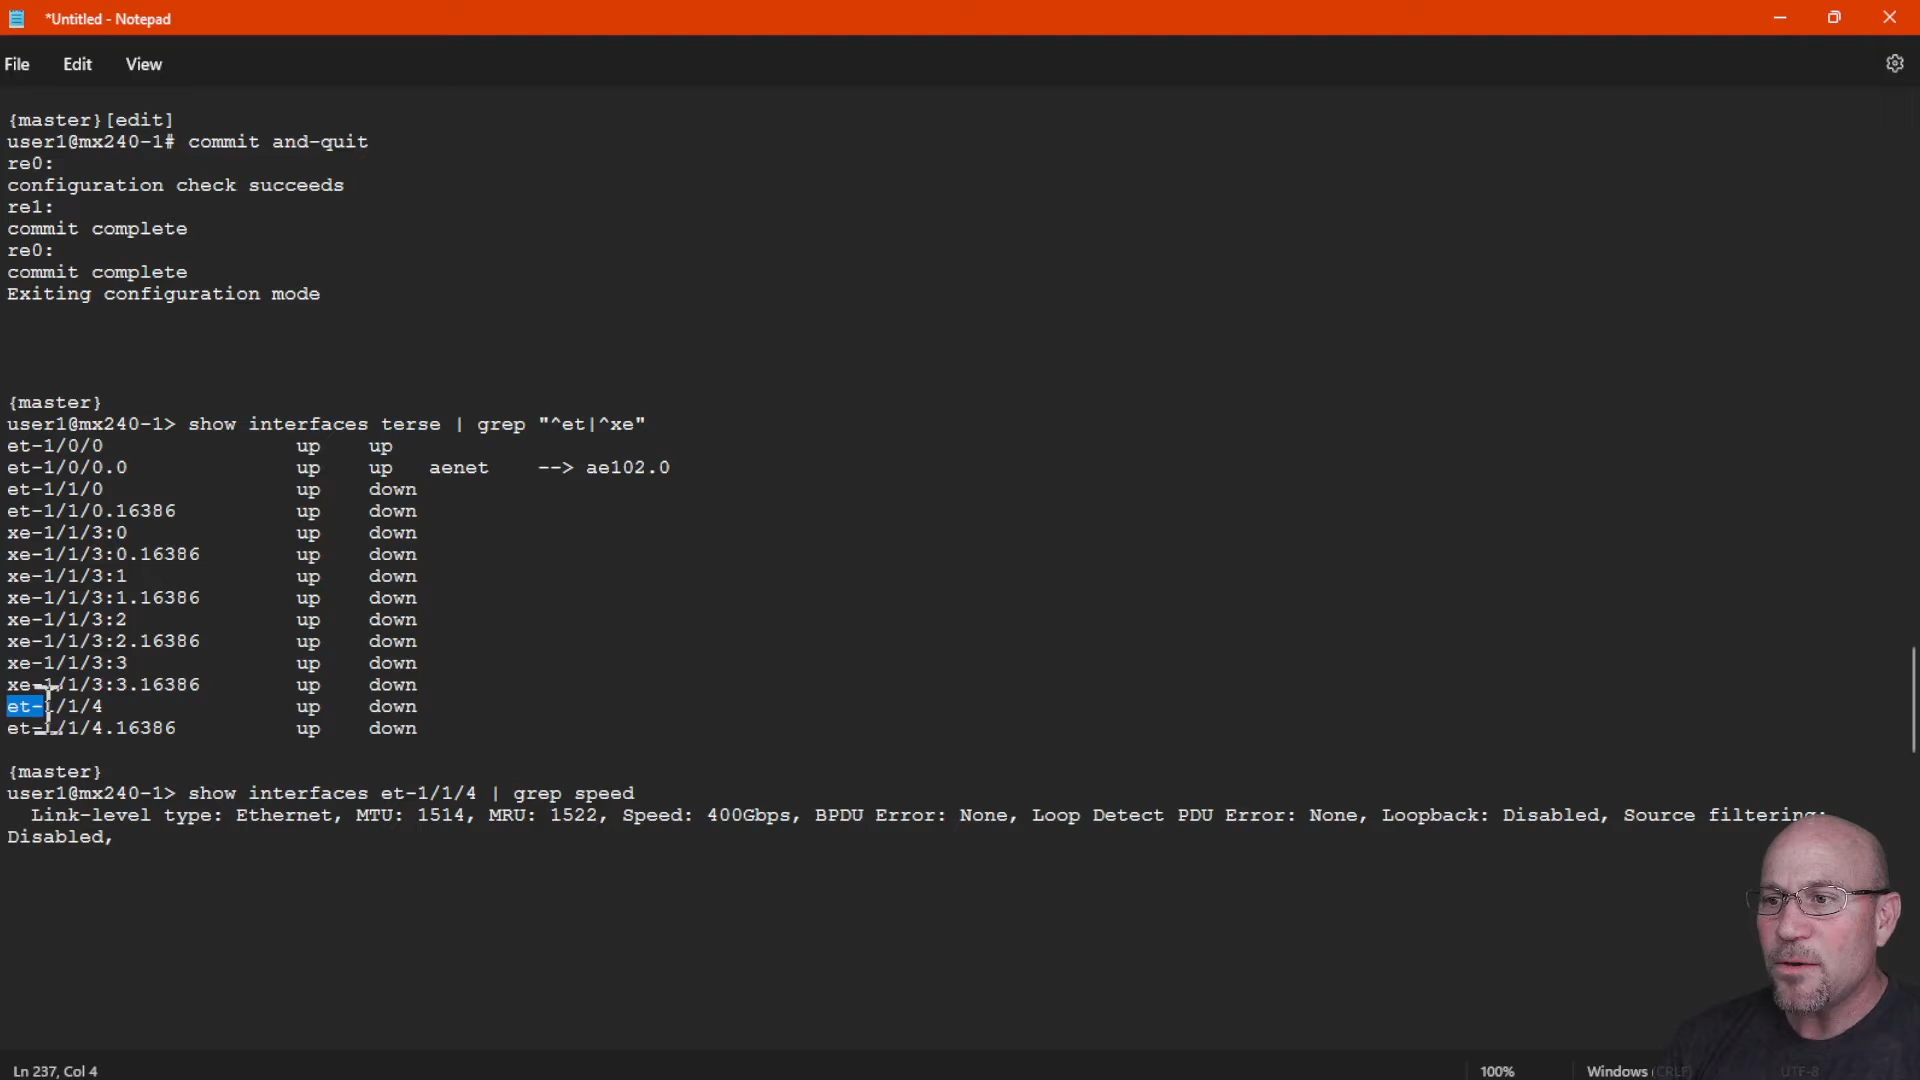 *Untitled - Notepad
File Edit View
{master}[edit]
user1@mx240-1# commit and-quit
re0:
configuration check succeeds
re1:
commit complete
re0:
commit complete
Exiting configuration mode
{master}
user1@mx240-1> show interfaces terse | grep "^et|^xe"
et-1/0/0 up up
et-1/0/0.0 up up aenet --> ae102.0
et-1/1/0 up down
et-1/1/0.16386 up down
xe-1/1/3:0 up down
xe-1/1/3:0.16386 up down
xe-1/1/3:1 up down
xe-1/1/3:1.16386 up down
xe-1/1/3:2 up down
xe-1/1/3:2.16386 up down
xe-1/1/3:3 up down
xe-1/1/3:3.16386 up down
et-1/1/4 up down
et-1/1/4.16386 up down
{master}
user1@mx240-1> show interfaces et-1/1/4 | grep speed
Link-level type: Ethernet, MTU: 1514, MRU: 1522, Speed: 400Gbps, BPDU Error: None, Loop Detect PDU Error: None, Loopback: Disabled, Source filtering:
Disabled,
Ln 237, Col 4 100% Windows (CRLF) UTF-8